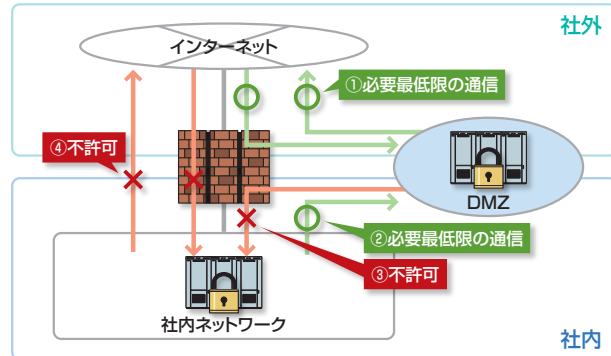 社外
インターネット
①必要最低限の通信
④不許可
DMZ
②必要最低限の通信
③不許可
社内ネットワーク
社内